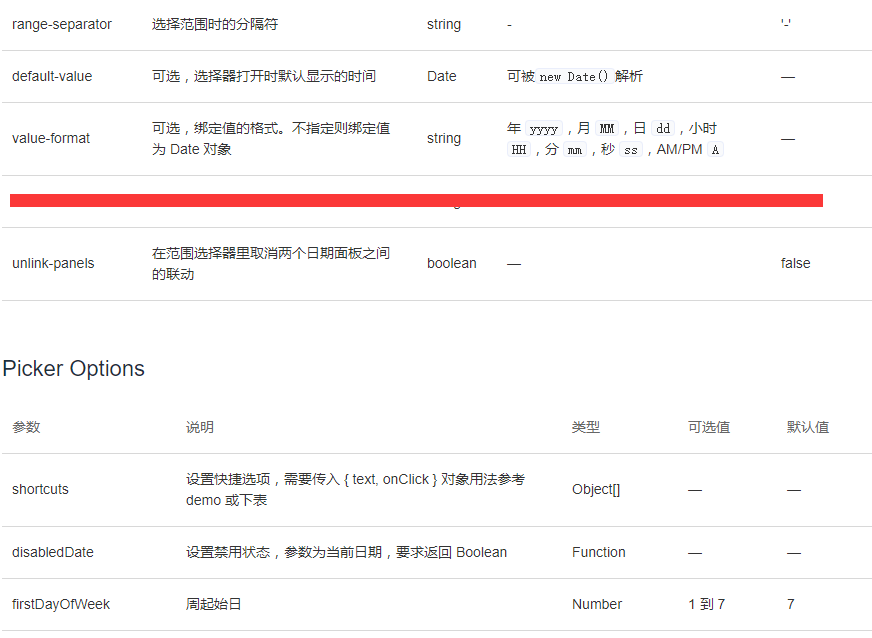 range-separator 选择范围时的分隔符 string - '-'
default-value 可选，选择器打开时默认显示的时间 Date 可被 new Date() 解析 —
可选，绑定值的格式。不指定则绑定值 年 yyyy ，月 MM ，日 dd ，小时
value-format string —
为 Date 对象 HH ，分 mm ，秒 ss ，AM/PM A
在范围选择器里取消两个日期面板之间
unlink-panels boolean — false
的联动
Picker Options
参数 说明 类型 可选值 默认值
设置快捷选项，需要传入 { text, onClick } 对象用法参考
shortcuts Object[] — —
demo 或下表
disabledDate 设置禁用状态，参数为当前日期，要求返回 Boolean Function — —
firstDayOfWeek 周起始日 Number 1 到 7 7